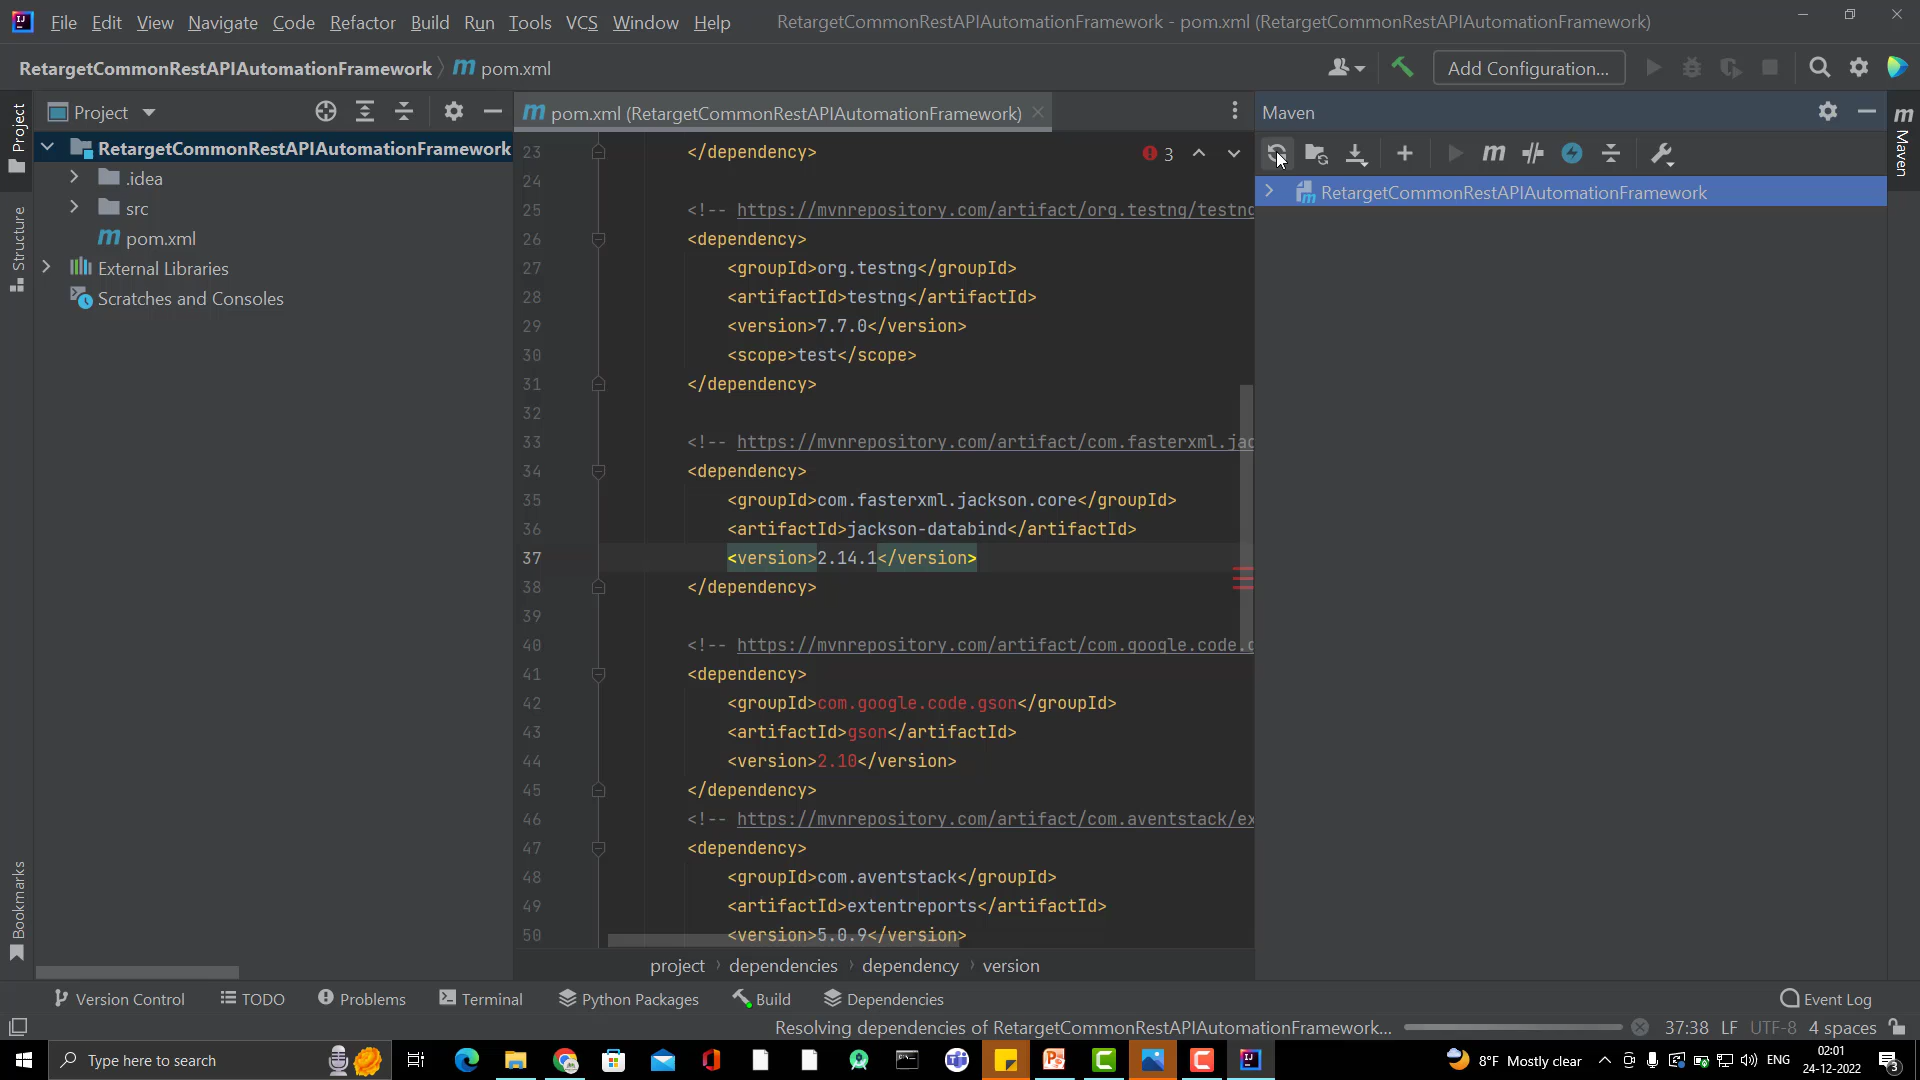 File Edit View Navigate Code Refactor Build Run Tools VCS Window Help RetargetCommonRestAPIAutomationFramework - pom.xml (RetargetCommonRestAPIAutomationFramework)
RetargetCommonRestAPIAutomationFramework pom.xml Add Configuration...
Project
RetargetCommonRestAPIAutomationFramework
.idea
src
pom.xml
External Libraries
Scratches and Consoles
Project
Structure
Bookmarks
pom.xml (RetargetCommonRestAPIAutomationFramework)
3
23 </dependency>
24
25 <!-- https://mvnrepository.com/artifact/org.testng/testng
26 <dependency>
27 <groupId>org.testng</groupId>
28 <artifactId>testng</artifactId>
29 <version>7.7.0</version>
30 <scope>test</scope>
31 </dependency>
32
33 <!-- https://mvnrepository.com/artifact/com.fasterxml.jac
34 <dependency>
35 <groupId>com.fasterxml.jackson.core</groupId>
36 <artifactId>jackson-databind</artifactId>
37 <version>2.14.1</version>
38 </dependency>
39
40 <!-- https://mvnrepository.com/artifact/com.google.code.g
41 <dependency>
42 <groupId>com.google.code.gson</groupId>
43 <artifactId>gson</artifactId>
44 <version>2.10</version>
45 </dependency>
46 <!-- https://mvnrepository.com/artifact/com.aventstack/ex
47 <dependency>
48 <groupId>com.aventstack</groupId>
49 <artifactId>extentreports</artifactId>
50 <version>5.0.9</version>
project dependencies dependency version
Maven
RetargetCommonRestAPIAutomationFramework
Maven
Version Control TODO Problems Terminal Python Packages Build Dependencies Event Log
Resolving dependencies of RetargetCommonRestAPIAutomationFramework... 37:38 LF UTF-8 4 spaces
Type here to search 8°F Mostly clear ENG 02:01
24-12-2022 3